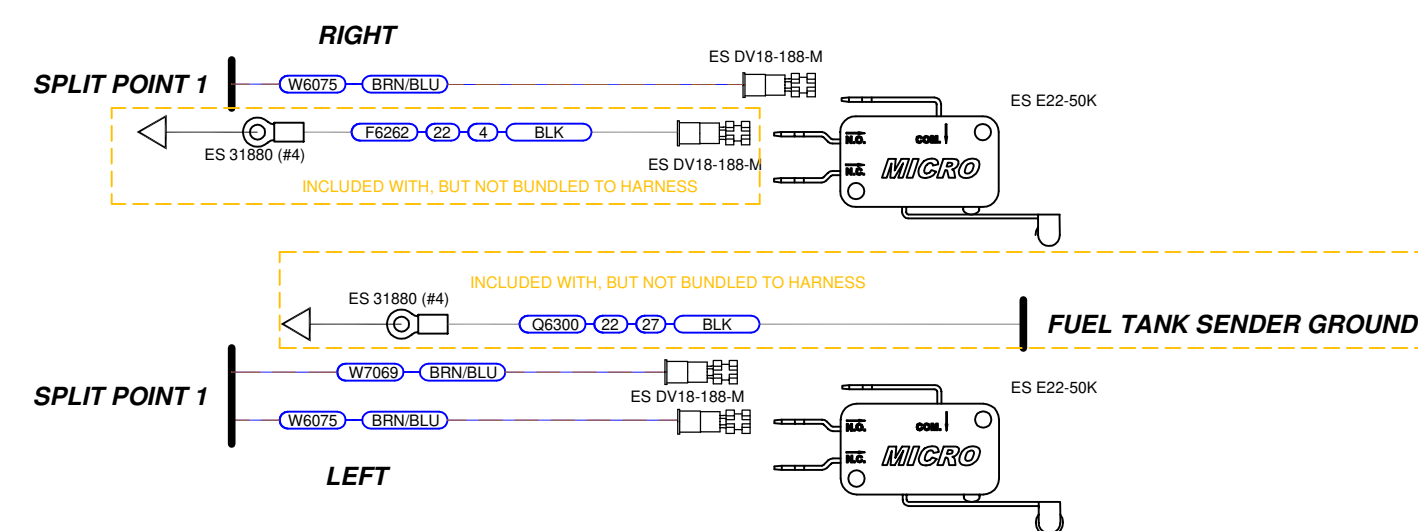 RIGHT
ES DV18-188-M
SPLIT POINT 1
W6075 BRN/BLU
ES E22-50K
F6262 22 4 BLK
ES 31880 (#4)
ES DV18-188-M
N.O. COM.
N.C. MICRO
INCLUDED WITH, BUT NOT BUNDLED TO HARNESS
INCLUDED WITH, BUT NOT BUNDLED TO HARNESS
ES 31880 (#4)
Q6300 22 27 BLK
FUEL TANK SENDER GROUND
W7069 BRN/BLU
ES E22-50K
SPLIT POINT 1
ES DV18-188-M
W6075 BRN/BLU
N.O. COM.
N.C. MICRO
LEFT